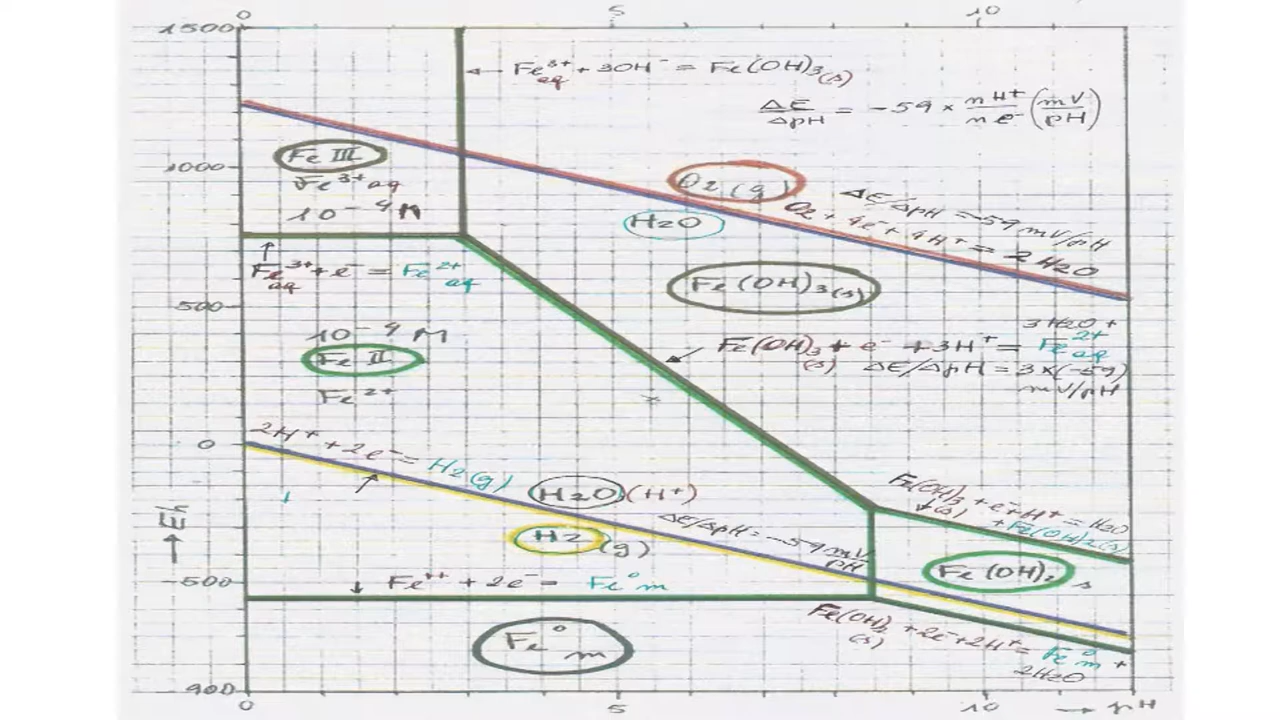 0 5 10
1500
Fe³⁺aq + 3OH⁻ = Fe(OH)₃(s)
ΔE/ΔpH = -59 × nH⁺/ne⁻ (mV/pH)
1000
Fe III
Fe³⁺aq
10⁻⁴ M
O₂(g)
H₂O
ΔE/ΔpH = -59 mV/pH
O₂ + 4e⁻ + 4H⁺ = 2H₂O
Fe³⁺aq + e⁻ = Fe²⁺aq
Fe(OH)₃(s)
500
10⁻⁴ M
Fe II
Fe²⁺
Fe(OH)₃(s) + e⁻ + 3H⁺ = 3H₂O + Fe²⁺aq
ΔE/ΔpH = 3×(-59) mV/pH
0
2H⁺ + 2e⁻ = H₂(g)
H₂O (H⁺)
H₂ (g)
ΔE/ΔpH = -59 mV/pH
Fe(OH)₃(s) + e⁻ + H⁺ = H₂O + Fe(OH)₂(s)
Eh
-500
+ 2e⁻ = Fe⁰m
Fe(OH)₂ s
Fe(OH)₂(s) + 2e⁻ + 2H⁺ = Fe⁰m + 2H₂O
Fe⁰m
900
0 5 10 → pH